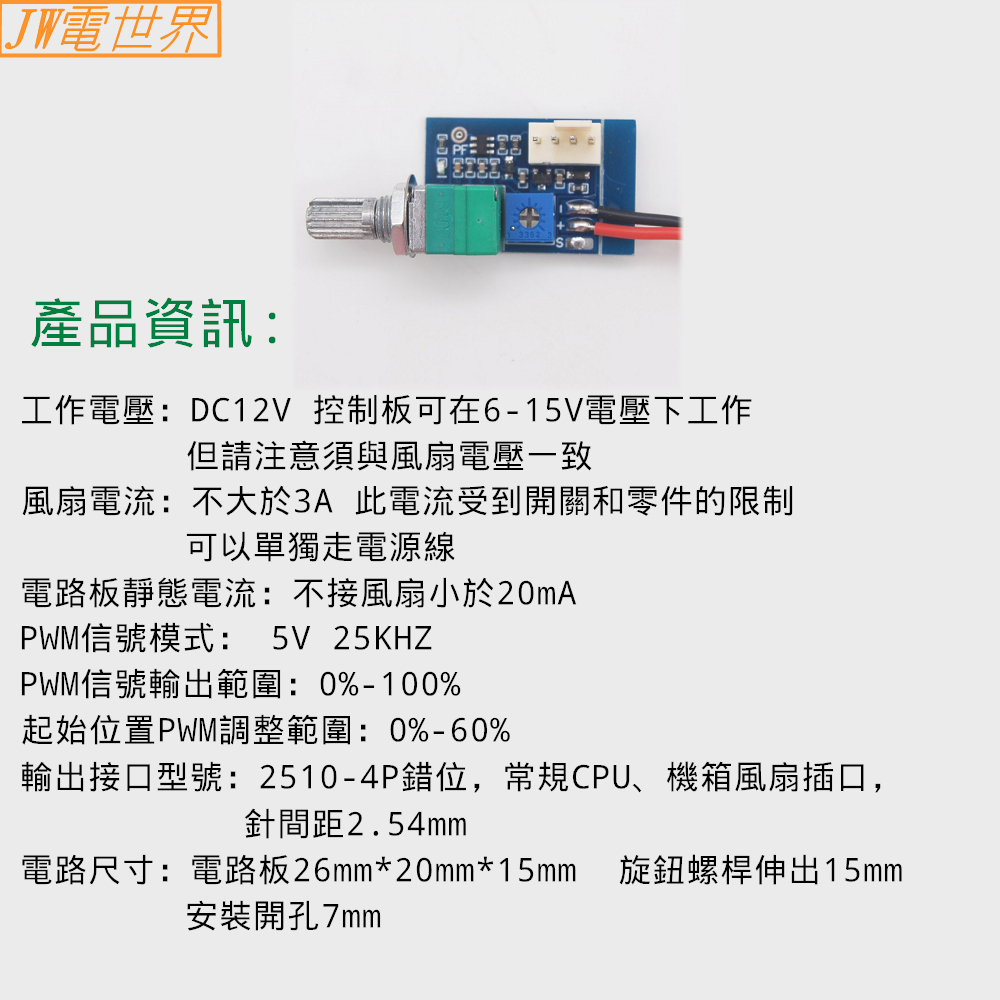 JW電世界
PF
-
+
S
3362
產品資訊：
工作電壓：DC12V 控制板可在6-15V電壓下工作
但請注意須與風扇電壓一致
風扇電流：不大於3A 此電流受到開關和零件的限制
可以單獨走電源線
電路板靜態電流：不接風扇小於20mA
PWM信號模式： 5V 25KHZ
PWM信號輸出範圍：0%-100%
起始位置PWM調整範圍：0%-60%
輸出接口型號：2510-4P錯位，常規CPU、機箱風扇插口，
針間距2.54mm
電路尺寸：電路板26mm*20mm*15mm 旋鈕螺桿伸出15mm
安裝開孔7mm